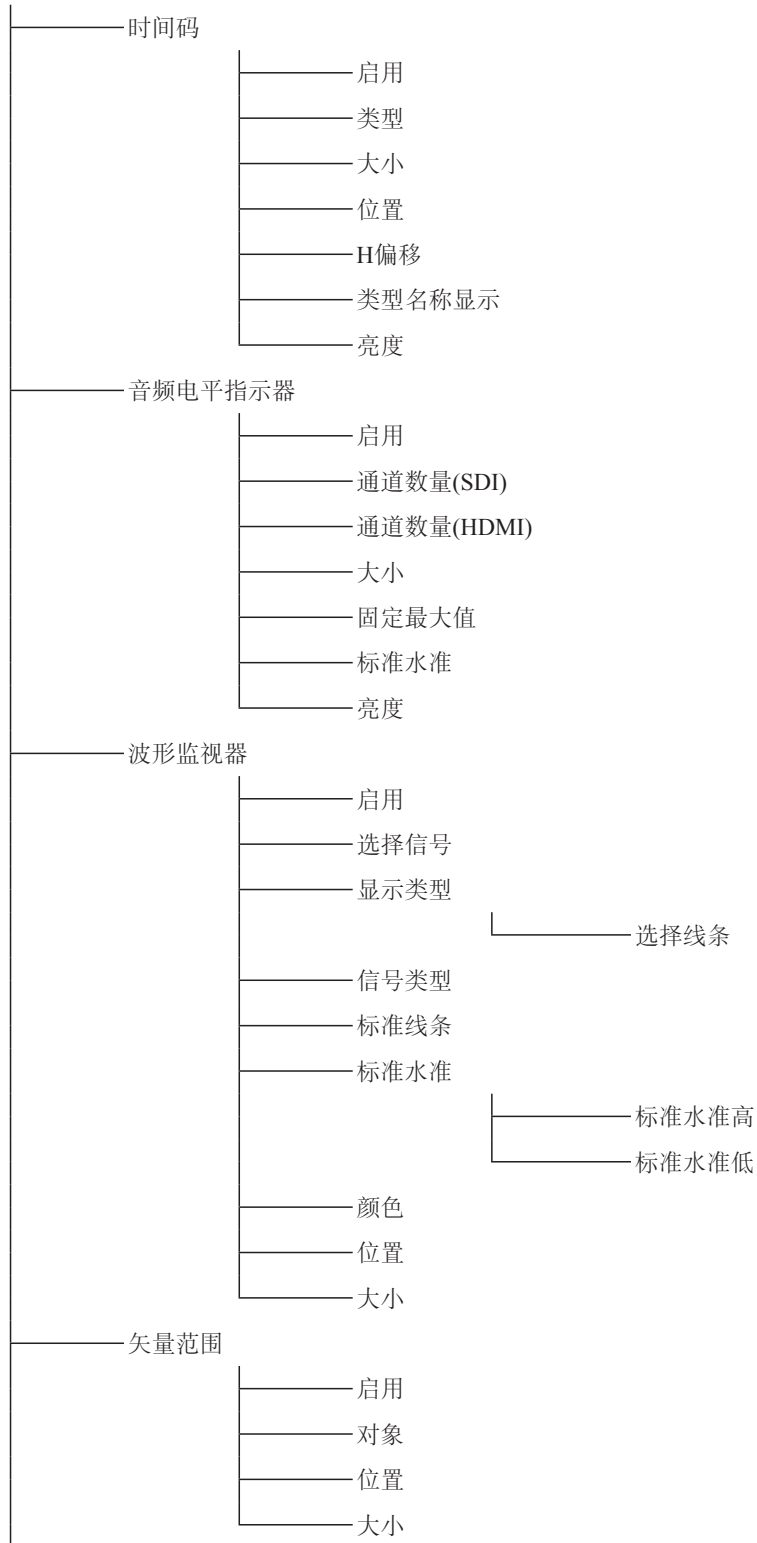 时间码
启用
类型
大小
位置
H偏移
类型名称显示
亮度
音频电平指示器
启用
通道数量(SDI)
通道数量(HDMI)
大小
固定最大值
标准水准
亮度
波形监视器
启用
选择信号
显示类型
选择线条
信号类型
标准线条
标准水准
标准水准高
标准水准低
颜色
位置
大小
矢量范围
启用
对象
位置
大小